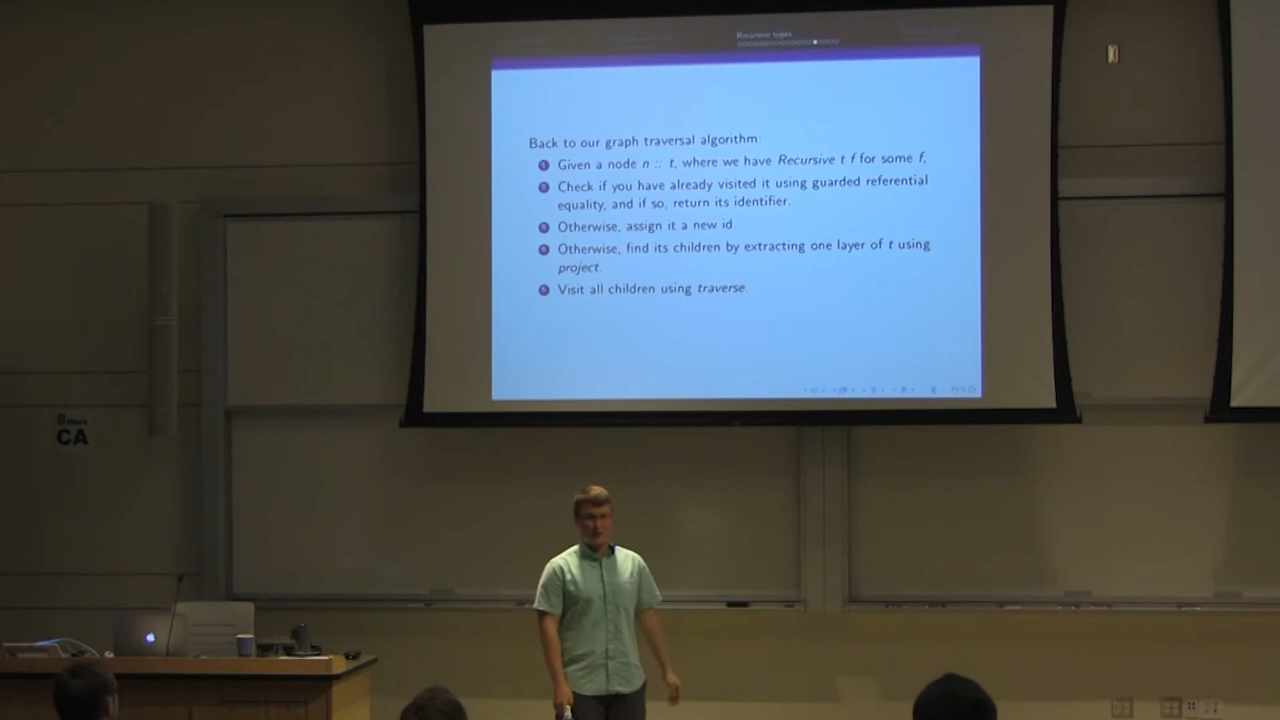 Recursive types
Back to our graph traversal algorithm:
Given a node n :: t, where we have Recursive t f for some f,
Check if you have already visited it using guarded referential
equality, and if so, return its identifier.
Otherwise, assign it a new id.
Otherwise, find its children by extracting one layer of t using
project.
Visit all children using traverse.
CA